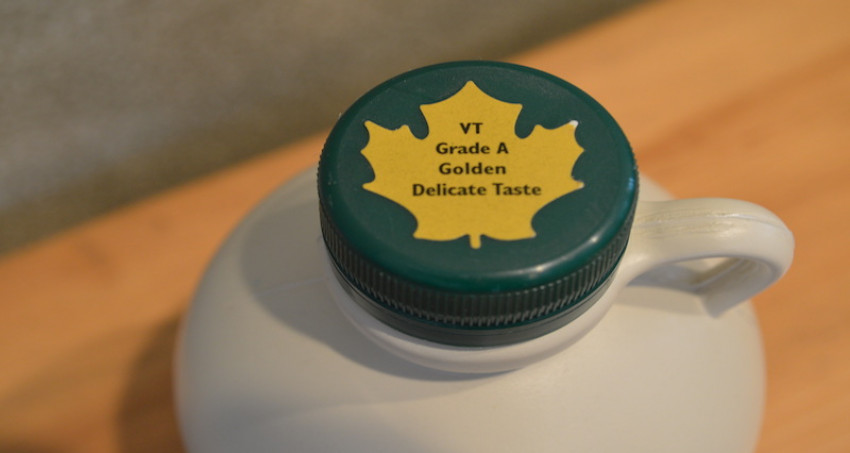 VT
Grade A
Golden
Delicate Taste